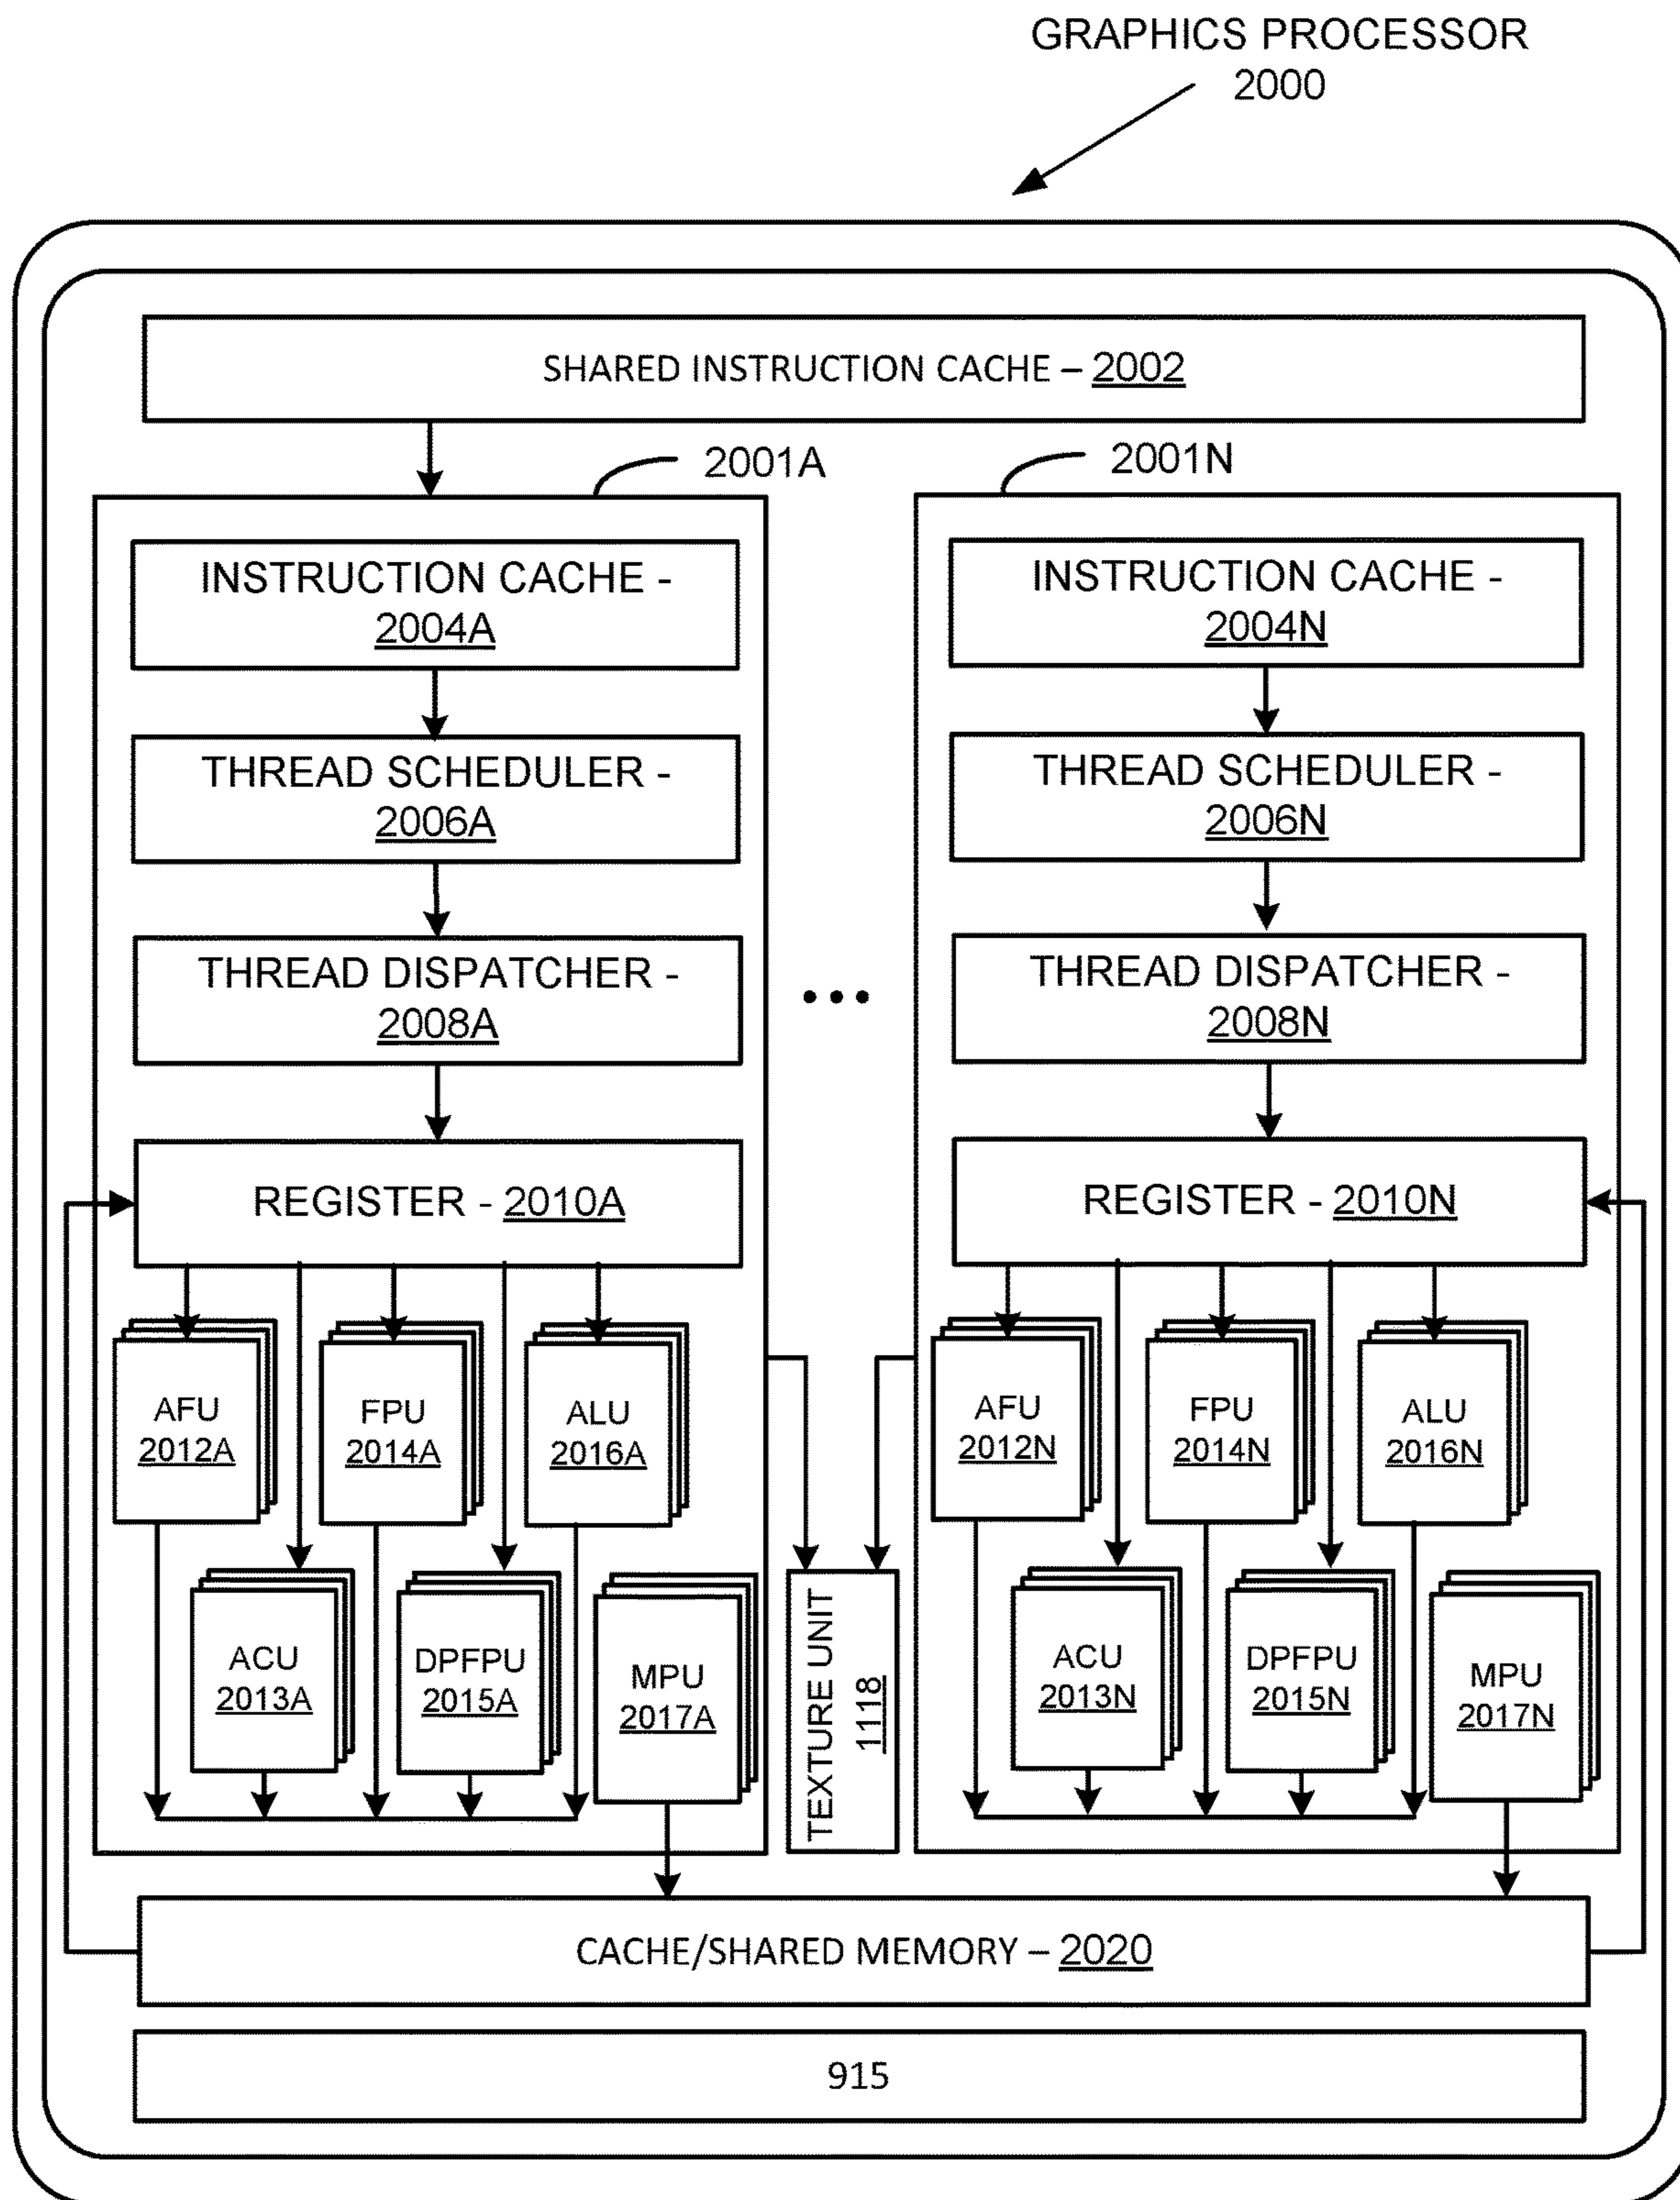 GRAPHICS PROCESSOR
2000
SHARED INSTRUCTION CACHE – 2002
2001A
2001N
INSTRUCTION CACHE -
2004A
THREAD SCHEDULER -
2006A
THREAD DISPATCHER -
2008A
REGISTER - 2010A
AFU
2012A
FPU
2014A
ALU
2016A
ACU
2013A
DPFPU
2015A
MPU
2017A
...
TEXTURE UNIT
1118
INSTRUCTION CACHE -
2004N
THREAD SCHEDULER -
2006N
THREAD DISPATCHER -
2008N
REGISTER - 2010N
AFU
2012N
FPU
2014N
ALU
2016N
ACU
2013N
DPFPU
2015N
MPU
2017N
CACHE/SHARED MEMORY – 2020
915